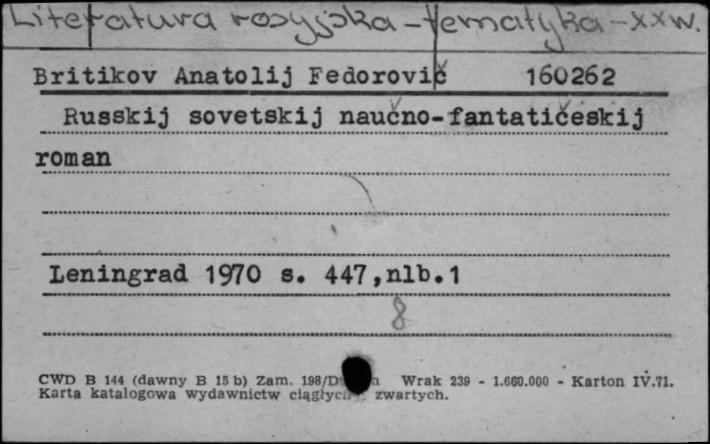 Literatura rosyjska - tematyka - XX w.
Britikov Anatolij Fedorovič 160262
Russkij sovetskij naučno-fantatičeskij
roman
Leningrad 1970 s. 447,nlb.1
8
CWD B 144 (dawny B 15 b) Zam. 198/D Wrak 239 - 1.660.000 - Karton IV.71.
Karta katalogowa wydawnictw ciągłych zwartych.